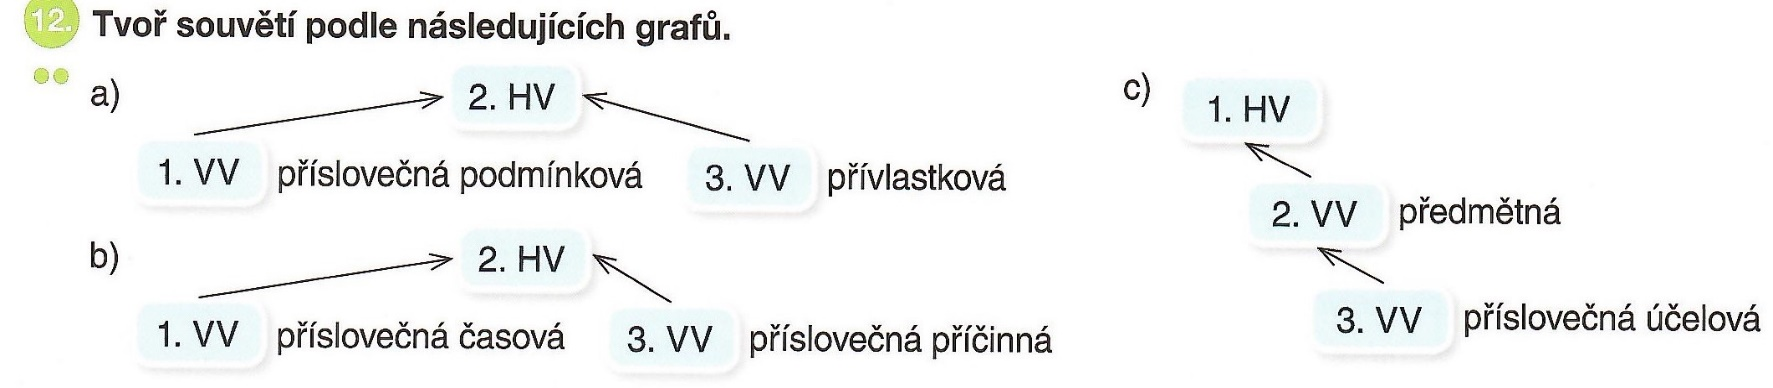 12. Tvoř souvětí podle následujících grafů.
a) 2. HV
1. VV příslovečná podmínková 3. VV přívlastková
b) 2. HV
1. VV příslovečná časová 3. VV příslovečná příčinná
c) 1. HV
2. VV předmětná
3. VV příslovečná účelová